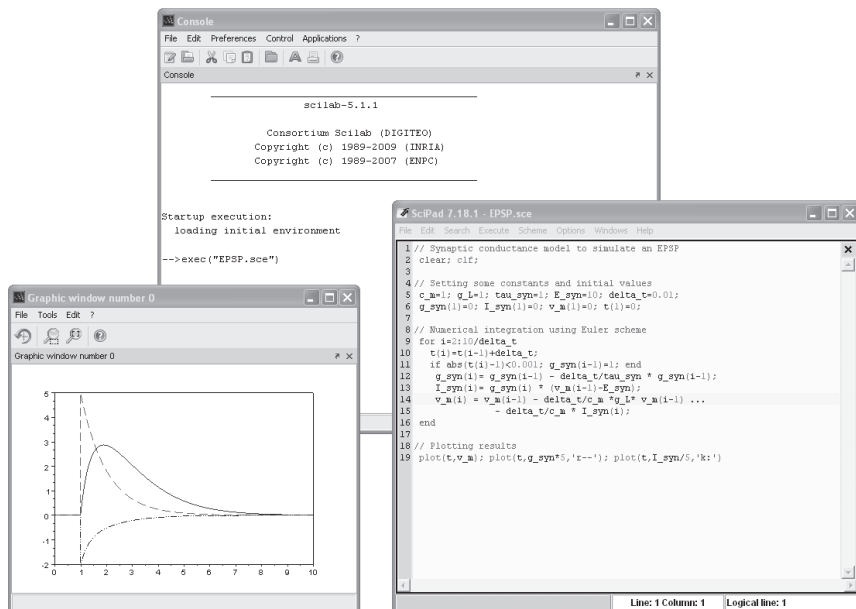 Console
File Edit Preferences Control Applications ?
Console
scilab-5.1.1
Consortium Scilab (DIGITEO)
Copyright (c) 1989-2009 (INRIA)
Copyright (c) 1989-2007 (ENPC)
Startup execution:
loading initial environment
-->exec("EPSP.sce")
SciPad 7.18.1 - EPSP.sce
File Edit Search Execute Scheme Options Windows Help
1 // Synaptic conductance model to simulate an EPSP
2 clear; clf;
3
4 // Setting some constants and initial values
5 c_m=1; g_L=1; tau_syn=1; E_syn=10; delta_t=0.01;
6 g_syn(1)=0; I_syn(1)=0; v_m(1)=0; t(1)=0;
7
8 // Numerical integration using Euler scheme
9 for i=2:10/delta_t
10 t(i)=t(i-1)+delta_t;
11 if abs(t(i)-1)<0.001; g_syn(i-1)=1; end
12 g_syn(i)= g_syn(i-1) - delta_t/tau_syn * g_syn(i-1);
13 I_syn(i)= g_syn(i) * (v_m(i-1)-E_syn);
14 v_m(i) = v_m(i-1) - delta_t/c_m *g_L* v_m(i-1) ...
15 - delta_t/c_m * I_syn(i);
16 end
17
18 // Plotting results
19 plot(t,v_m); plot(t,g_syn*5,'r--'); plot(t,I_syn/5,'k:')
Line: 1 Column: 1 Logical line: 1
Graphic window number 0
File Tools Edit ?
Graphic window number 0
5
4
3
2
1
0
-1
-2
0 1 2 3 4 5 6 7 8 9 10